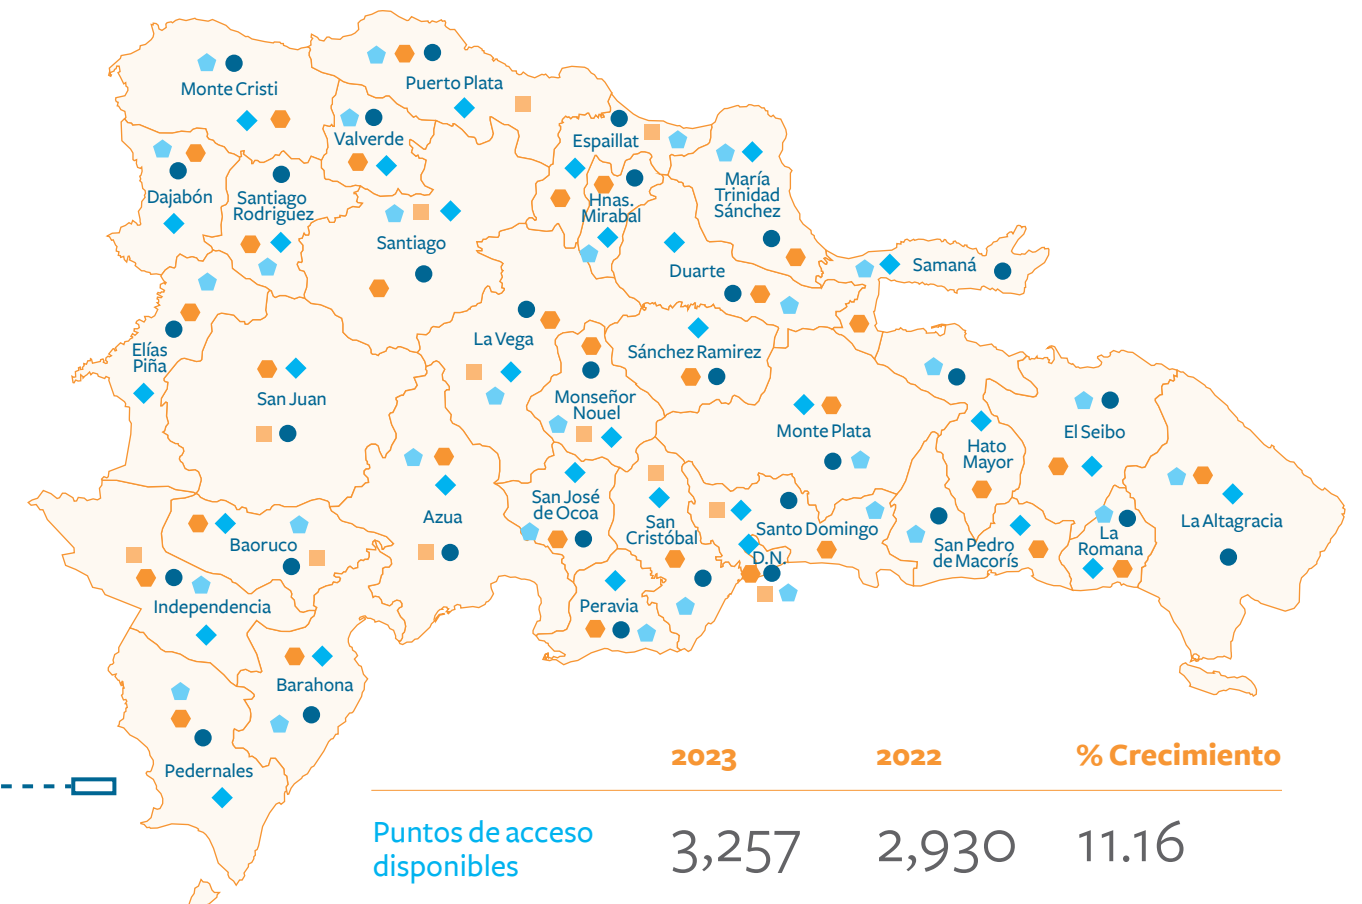 Puerto Plata
Monte Cristi
Valverde
Espaillat
María
Trinidad
Sánchez
Dajabón
Santiago
Rodriguez
Hnas.
Mirabal
Santiago
Duarte
Samaná
Elías
Piña
La Vega
Sánchez Ramirez
San Juan
Monseñor
Nouel
Monte Plata
El Seibo
Hato
Mayor
Azua
San José
de Ocoa
San
Cristóbal
Santo Domingo
La Altagracia
Baoruco
D.N.
San Pedro
de Macorís
La
Romana
Independencia
Peravia
Barahona
Pedernales
2023 2022 % Crecimiento
Puntos de acceso
disponibles
3,257 2,930 11.16